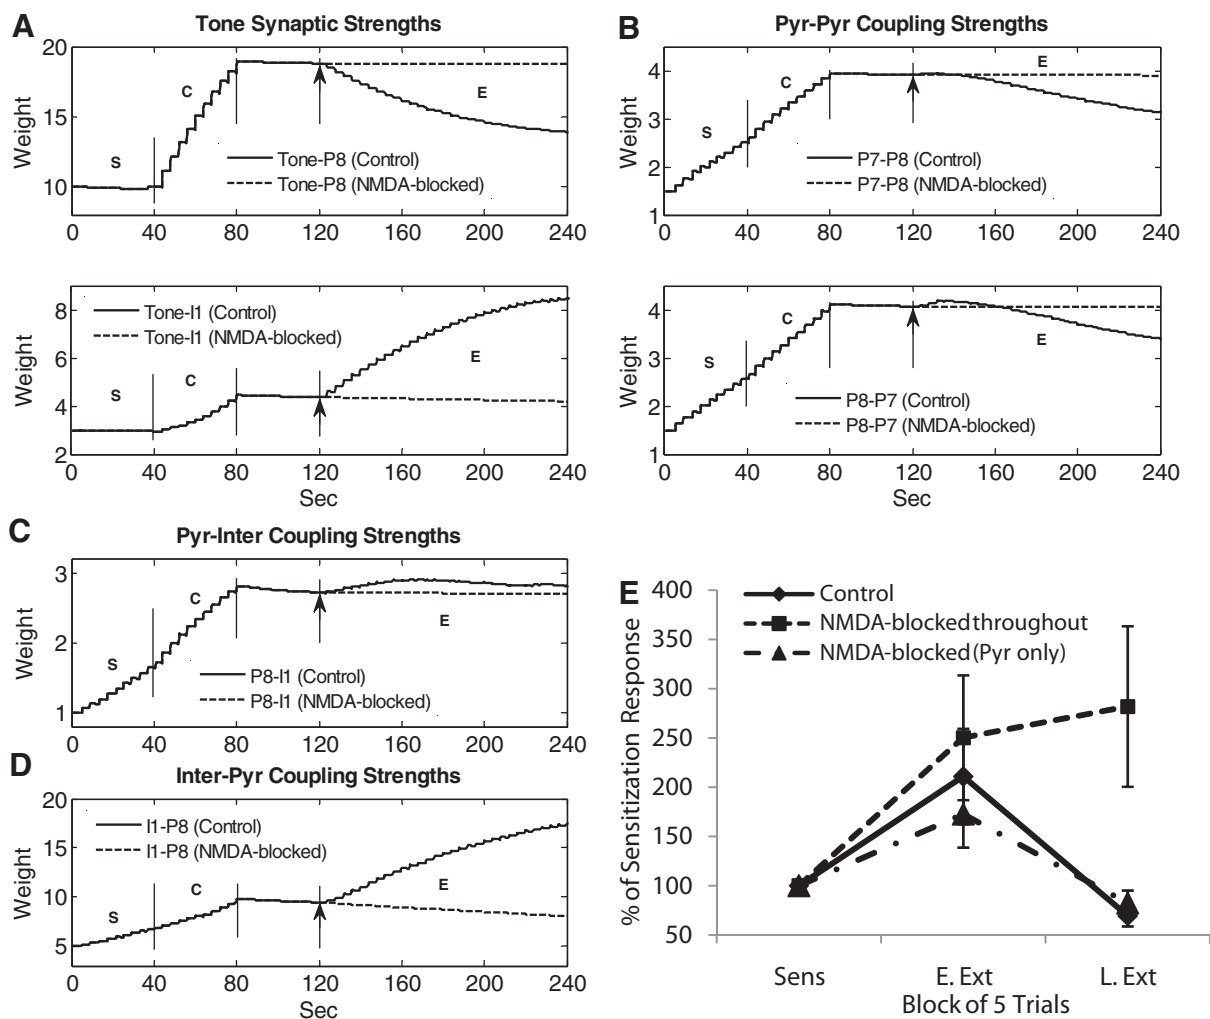 A
Tone Synaptic Strengths
20
15
10
Weight
S
C
E
Tone-P8 (Control)
Tone-P8 (NMDA-blocked)
0 40 80 120 160 200 240
8
6
4
2
Weight
Tone-I1 (Control)
Tone-I1 (NMDA-blocked)
S
C
E
0 40 80 120 160 200 240
Sec
B
Pyr-Pyr Coupling Strengths
4
3
2
1
Weight
S
C
E
P7-P8 (Control)
P7-P8 (NMDA-blocked)
0 40 80 120 160 200 240
4
3
2
1
Weight
S
C
E
P8-P7 (Control)
P8-P7 (NMDA-blocked)
0 40 80 120 160 200 240
Sec
C
Pyr-Inter Coupling Strengths
3
2
1
Weight
S
C
E
P8-I1 (Control)
P8-I1 (NMDA-blocked)
0 40 80 120 160 200 240
D
Inter-Pyr Coupling Strengths
20
15
10
5
Weight
I1-P8 (Control)
I1-P8 (NMDA-blocked)
S
C
E
0 40 80 120 160 200 240
Sec
E
400
350
300
250
200
150
100
50
% of Sensitization Response
Control
NMDA-blocked throughout
NMDA-blocked (Pyr only)
Sens E. Ext L. Ext
Block of 5 Trials